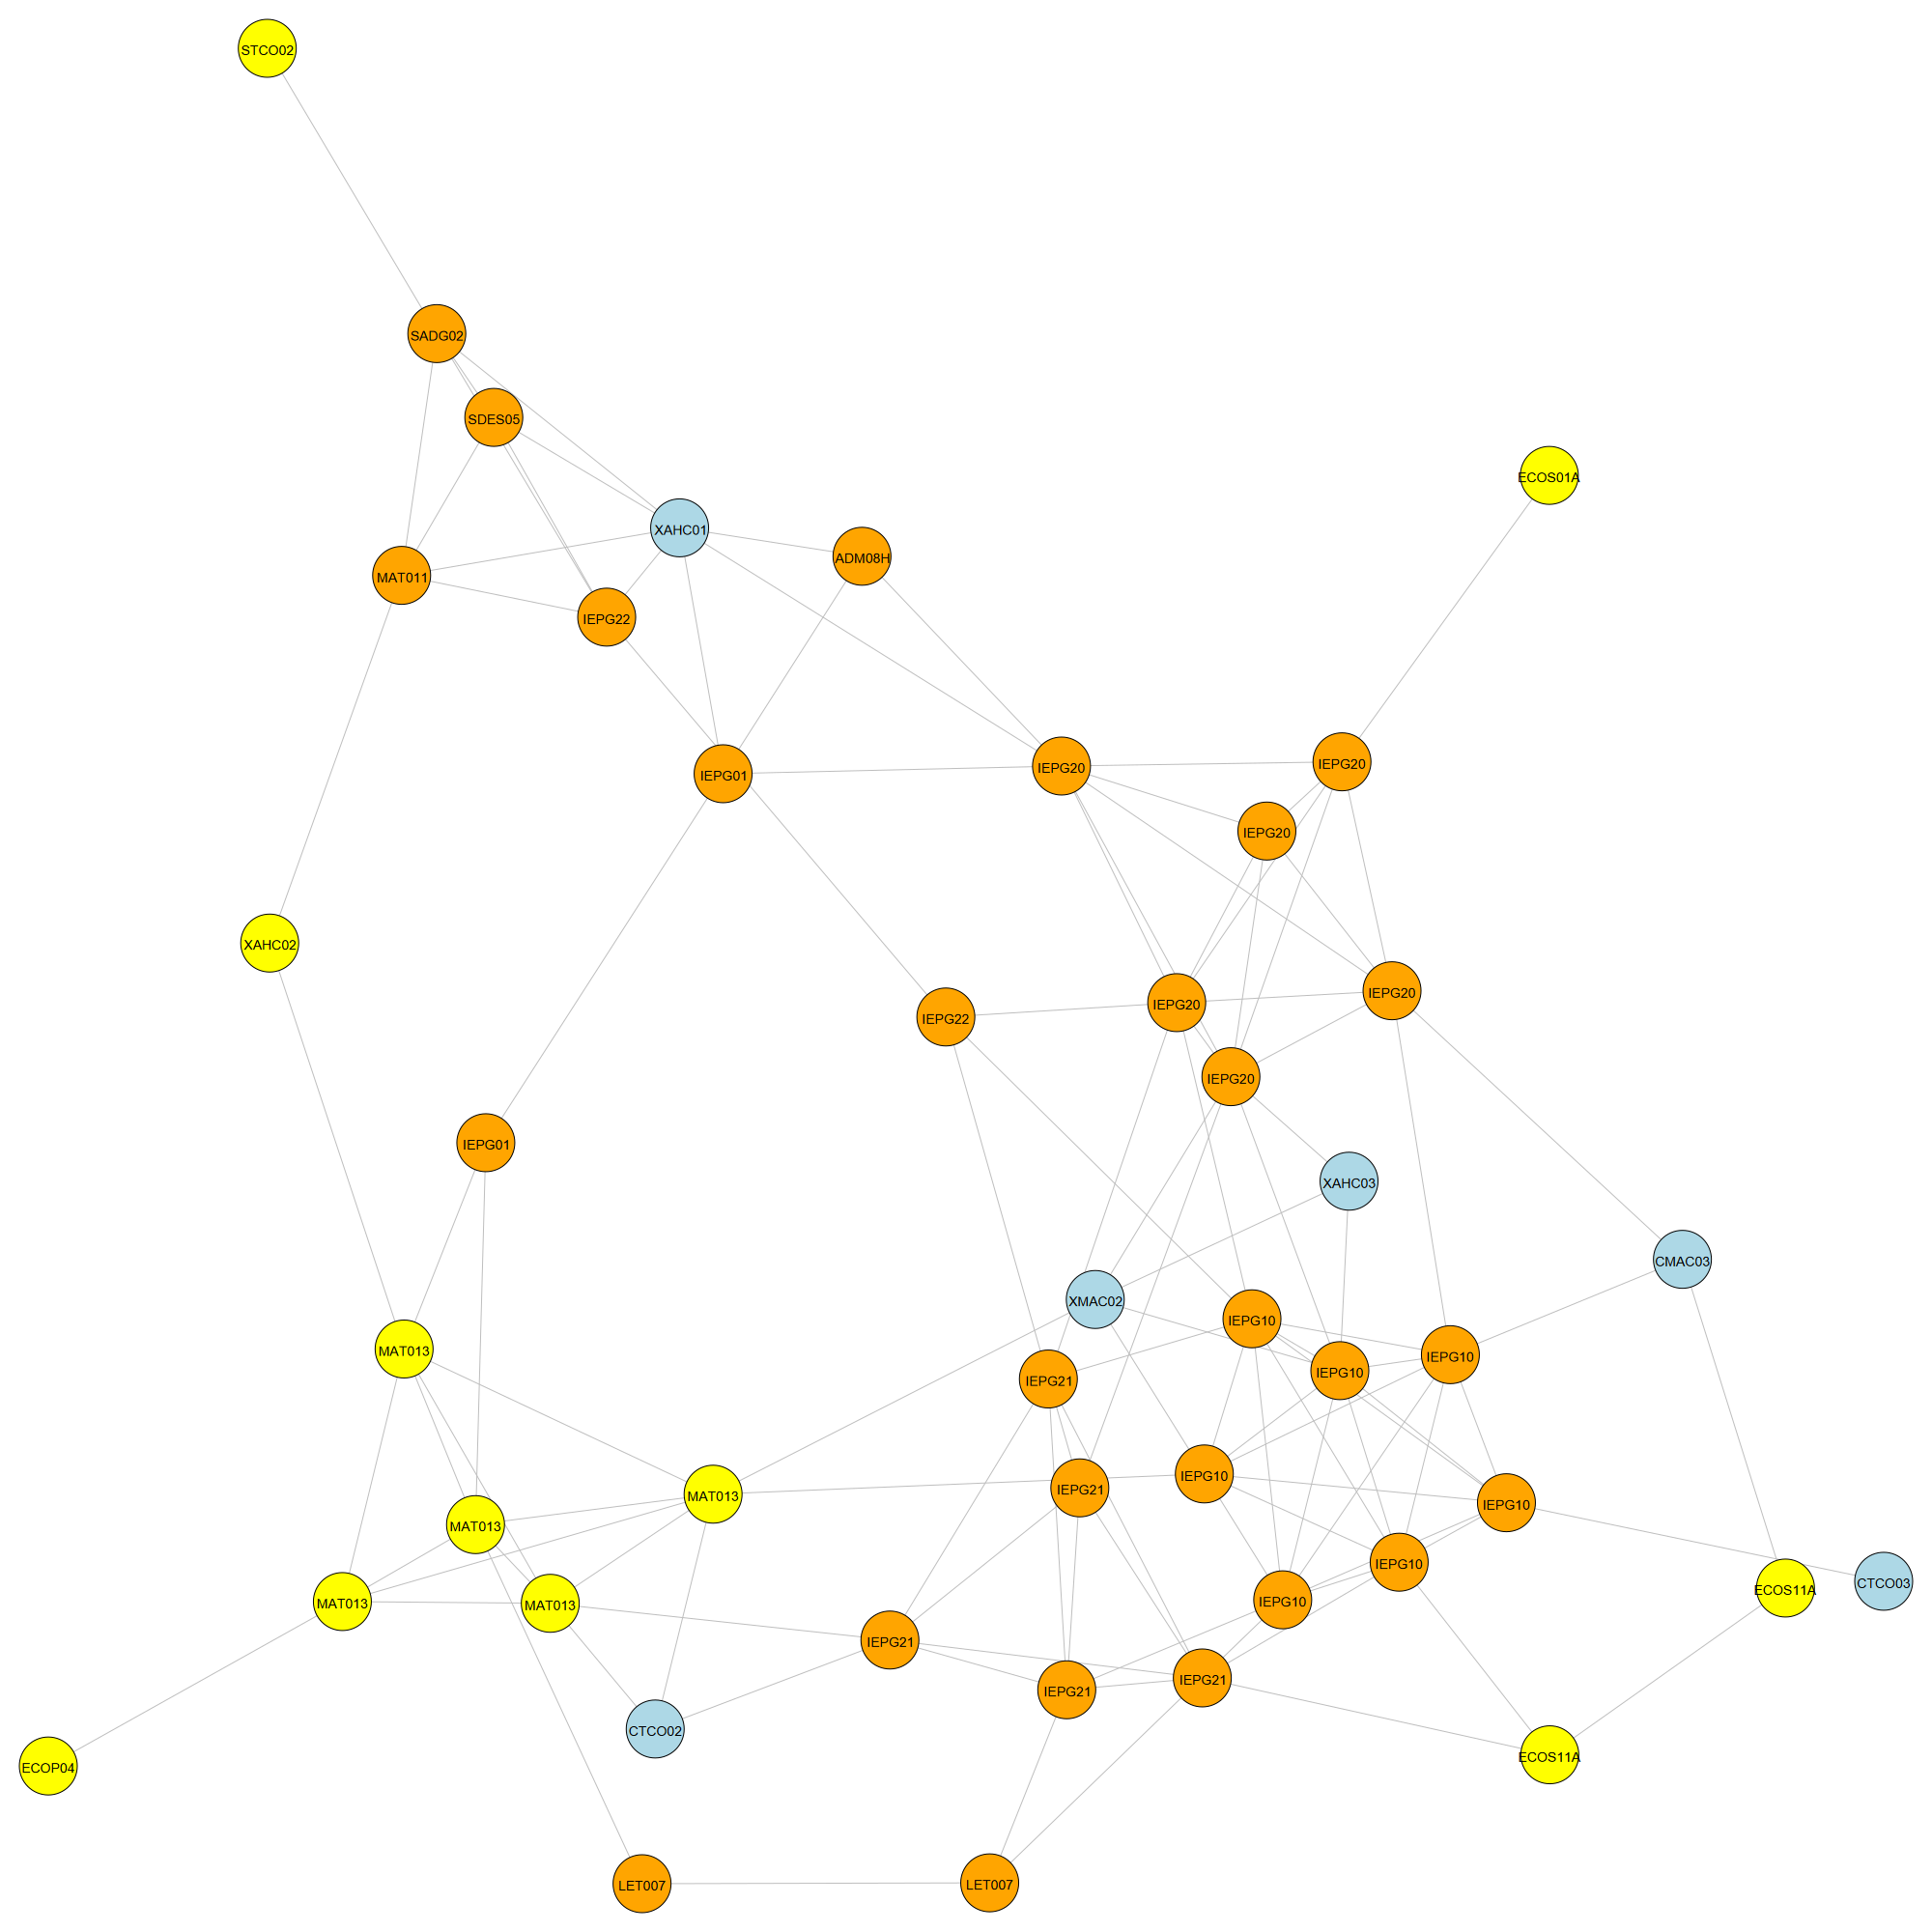 STCO02
SADG02
SDES05
ECOS01A
XAHC01
ADM08H
MAT011
IEPG22
IEPG01
IEPG20
IEPG20
IEPG20
XAHC02
IEPG20
IEPG20
IEPG22
IEPG20
IEPG01
XAHC03
CMAC03
XMAC02
IEPG10
MAT013
IEPG10
IEPG10
IEPG21
IEPG10
IEPG21
MAT013
IEPG10
MAT013
IEPG10
CTCO03
ECOS11A
MAT013
MAT013
IEPG10
IEPG21
IEPG21
IEPG21
CTCO02
ECOS11A
ECOP04
LET007
LET007